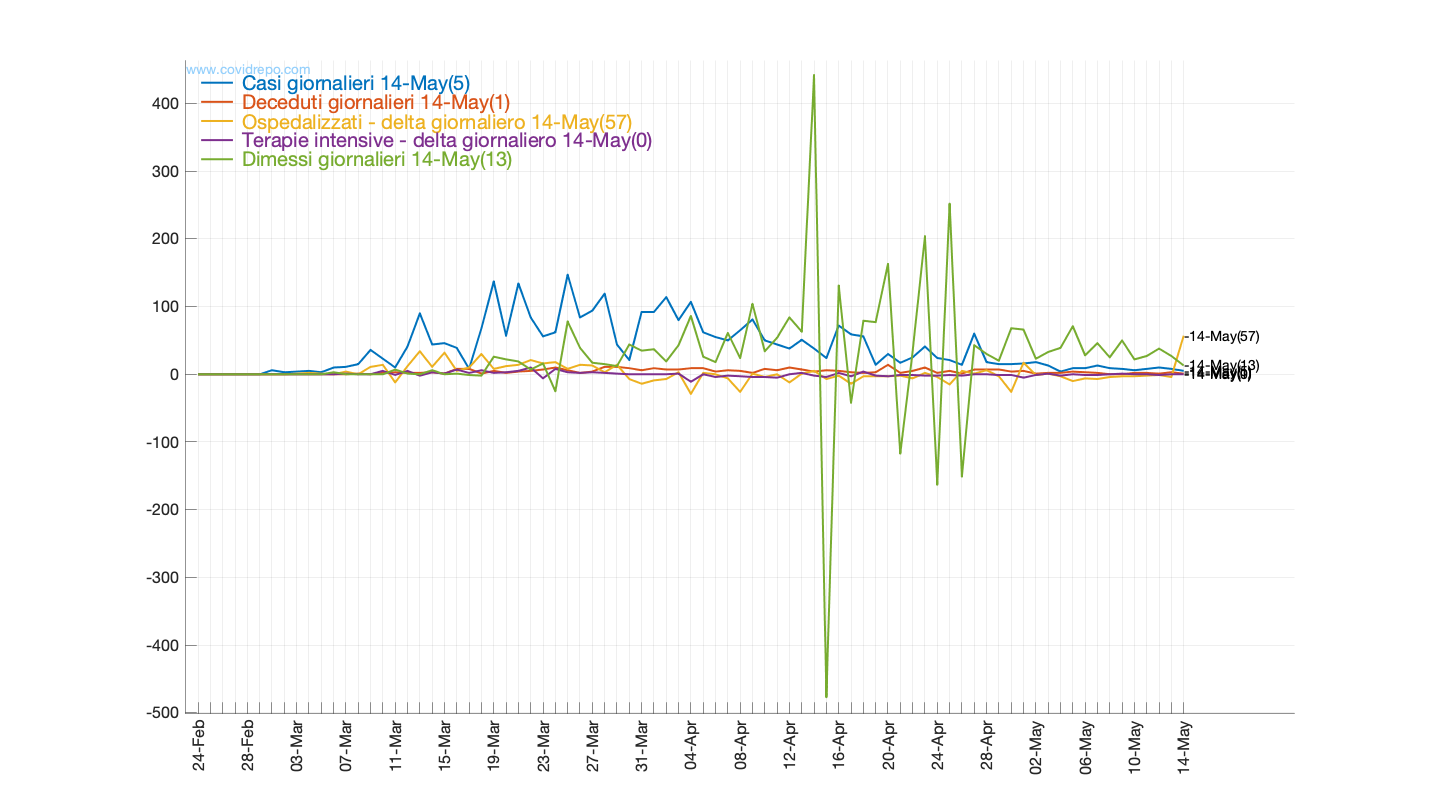 www.covidrepo.com
Casi giornalieri 14-May(5)
Deceduti giornalieri 14-May(1)
Ospedalizzati - delta giornaliero 14-May(57)
Terapie intensive - delta giornaliero 14-May(0)
Dimessi giornalieri 14-May(13)
400
300
200
100
0
-100
-200
-300
-400
-500
14-May(57)
14-May(13)
24-Feb
28-Feb
03-Mar
07-Mar
11-Mar
15-Mar
19-Mar
23-Mar
27-Mar
31-Mar
04-Apr
08-Apr
12-Apr
16-Apr
20-Apr
24-Apr
28-Apr
02-May
06-May
10-May
14-May